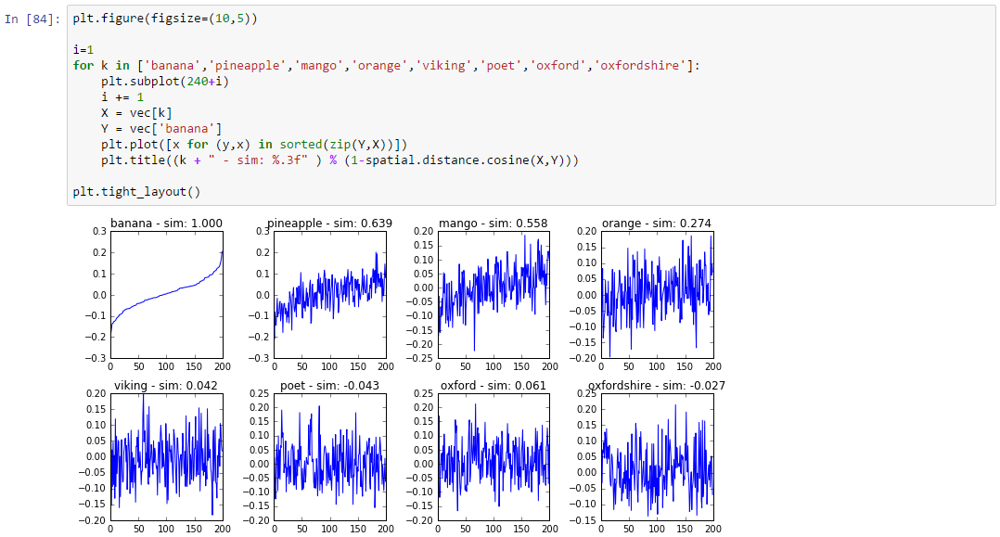 In [84]: plt.figure(figsize=(10,5))
i=1
for k in ['banana','pineapple','mango','orange','viking','poet','oxford','oxfordshire']:
    plt.subplot(240+i)
    i += 1
    X = vec[k]
    Y = vec['banana']
    plt.plot([x for (y,x) in sorted(zip(Y,X))])
    plt.title((k + " - sim: %.3f" ) % (1-spatial.distance.cosine(X,Y)))
plt.tight_layout()
banana - sim: 1.000
0.3
0.2
0.1
0.0
−0.1
−0.2
−0.3
0 50 100 150 200
pineapple - sim: 0.639
0.3
0.2
0.1
0.0
−0.1
−0.2
−0.3
0 50 100 150 200
mango - sim: 0.558
0.20
0.15
0.10
0.05
0.00
−0.05
−0.10
−0.15
−0.20
−0.25
0 50 100 150 200
orange - sim: 0.274
0.20
0.15
0.10
0.05
0.00
−0.05
−0.10
−0.15
−0.20
0 50 100 150 200
viking - sim: 0.042
0.20
0.15
0.10
0.05
0.00
−0.05
−0.10
−0.15
−0.20
0 50 100 150 200
poet - sim: -0.043
0.25
0.20
0.15
0.10
0.05
0.00
−0.05
−0.10
−0.15
−0.20
0 50 100 150 200
oxford - sim: 0.061
0.25
0.20
0.15
0.10
0.05
0.00
−0.05
−0.10
−0.15
−0.20
0 50 100 150 200
oxfordshire - sim: -0.027
0.25
0.20
0.15
0.10
0.05
0.00
−0.05
−0.10
−0.15
0 50 100 150 200